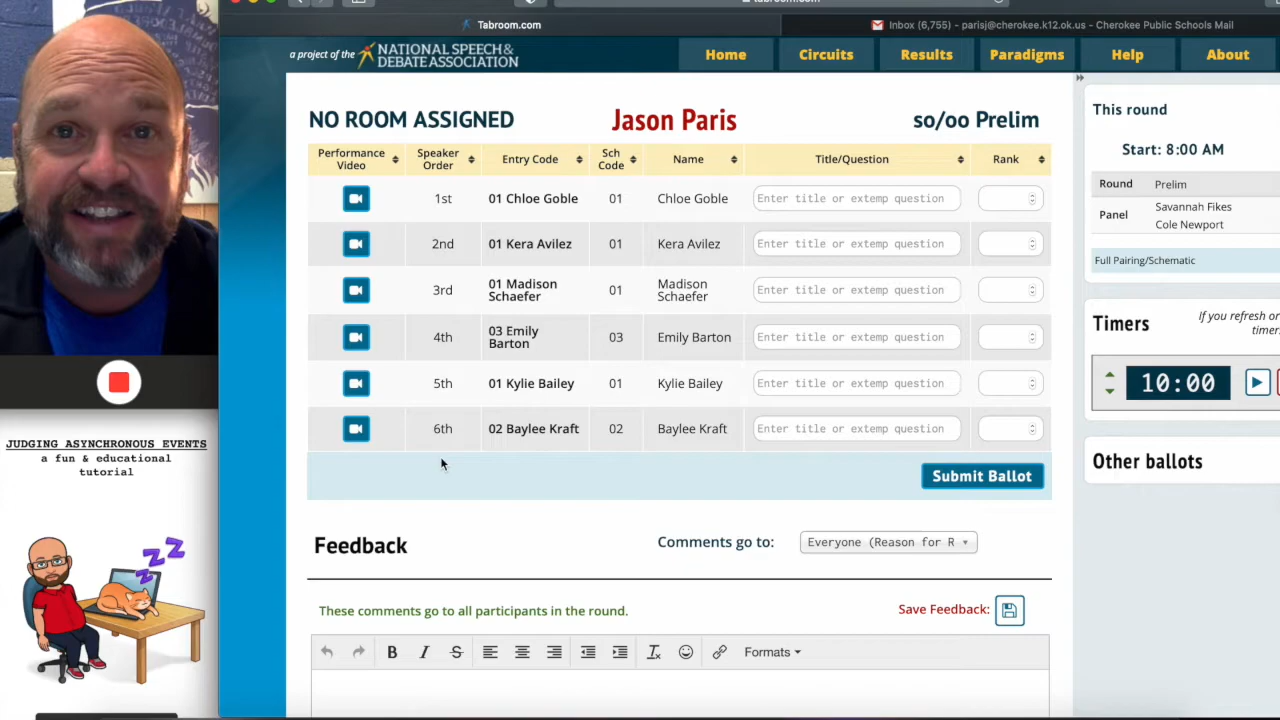 Tabroom.com
Inbox (6,755) - parisj@cherokee.k12.ok.us - Cherokee Public Schools Mail
a project of the NATIONAL SPEECH &
DEBATE ASSOCIATION
Home Circuits Results Paradigms Help About
NO ROOM ASSIGNED Jason Paris so/oo Prelim
Performance Video Speaker Order Entry Code Sch Code Name Title/Question Rank
1st 01 Chloe Goble 01 Chloe Goble Enter title or extemp question
2nd 01 Kera Avilez 01 Kera Avilez Enter title or extemp question
3rd 01 Madison Schaefer 01 Madison Schaefer Enter title or extemp question
4th 03 Emily Barton 03 Emily Barton Enter title or extemp question
5th 01 Kylie Bailey 01 Kylie Bailey Enter title or extemp question
6th 02 Baylee Kraft 02 Baylee Kraft Enter title or extemp question
Submit Ballot
Feedback Comments go to: Everyone (Reason for R
These comments go to all participants in the round. Save Feedback:
B I S Formats
This round
Start: 8:00 AM
Round Prelim
Panel Savannah Fikes
Cole Newport
Full Pairing/Schematic
Timers if you refresh or
timer
10:00
Other ballots
JUDGING ASYNCHRONOUS EVENTS
a fun & educational
tutorial
z z z